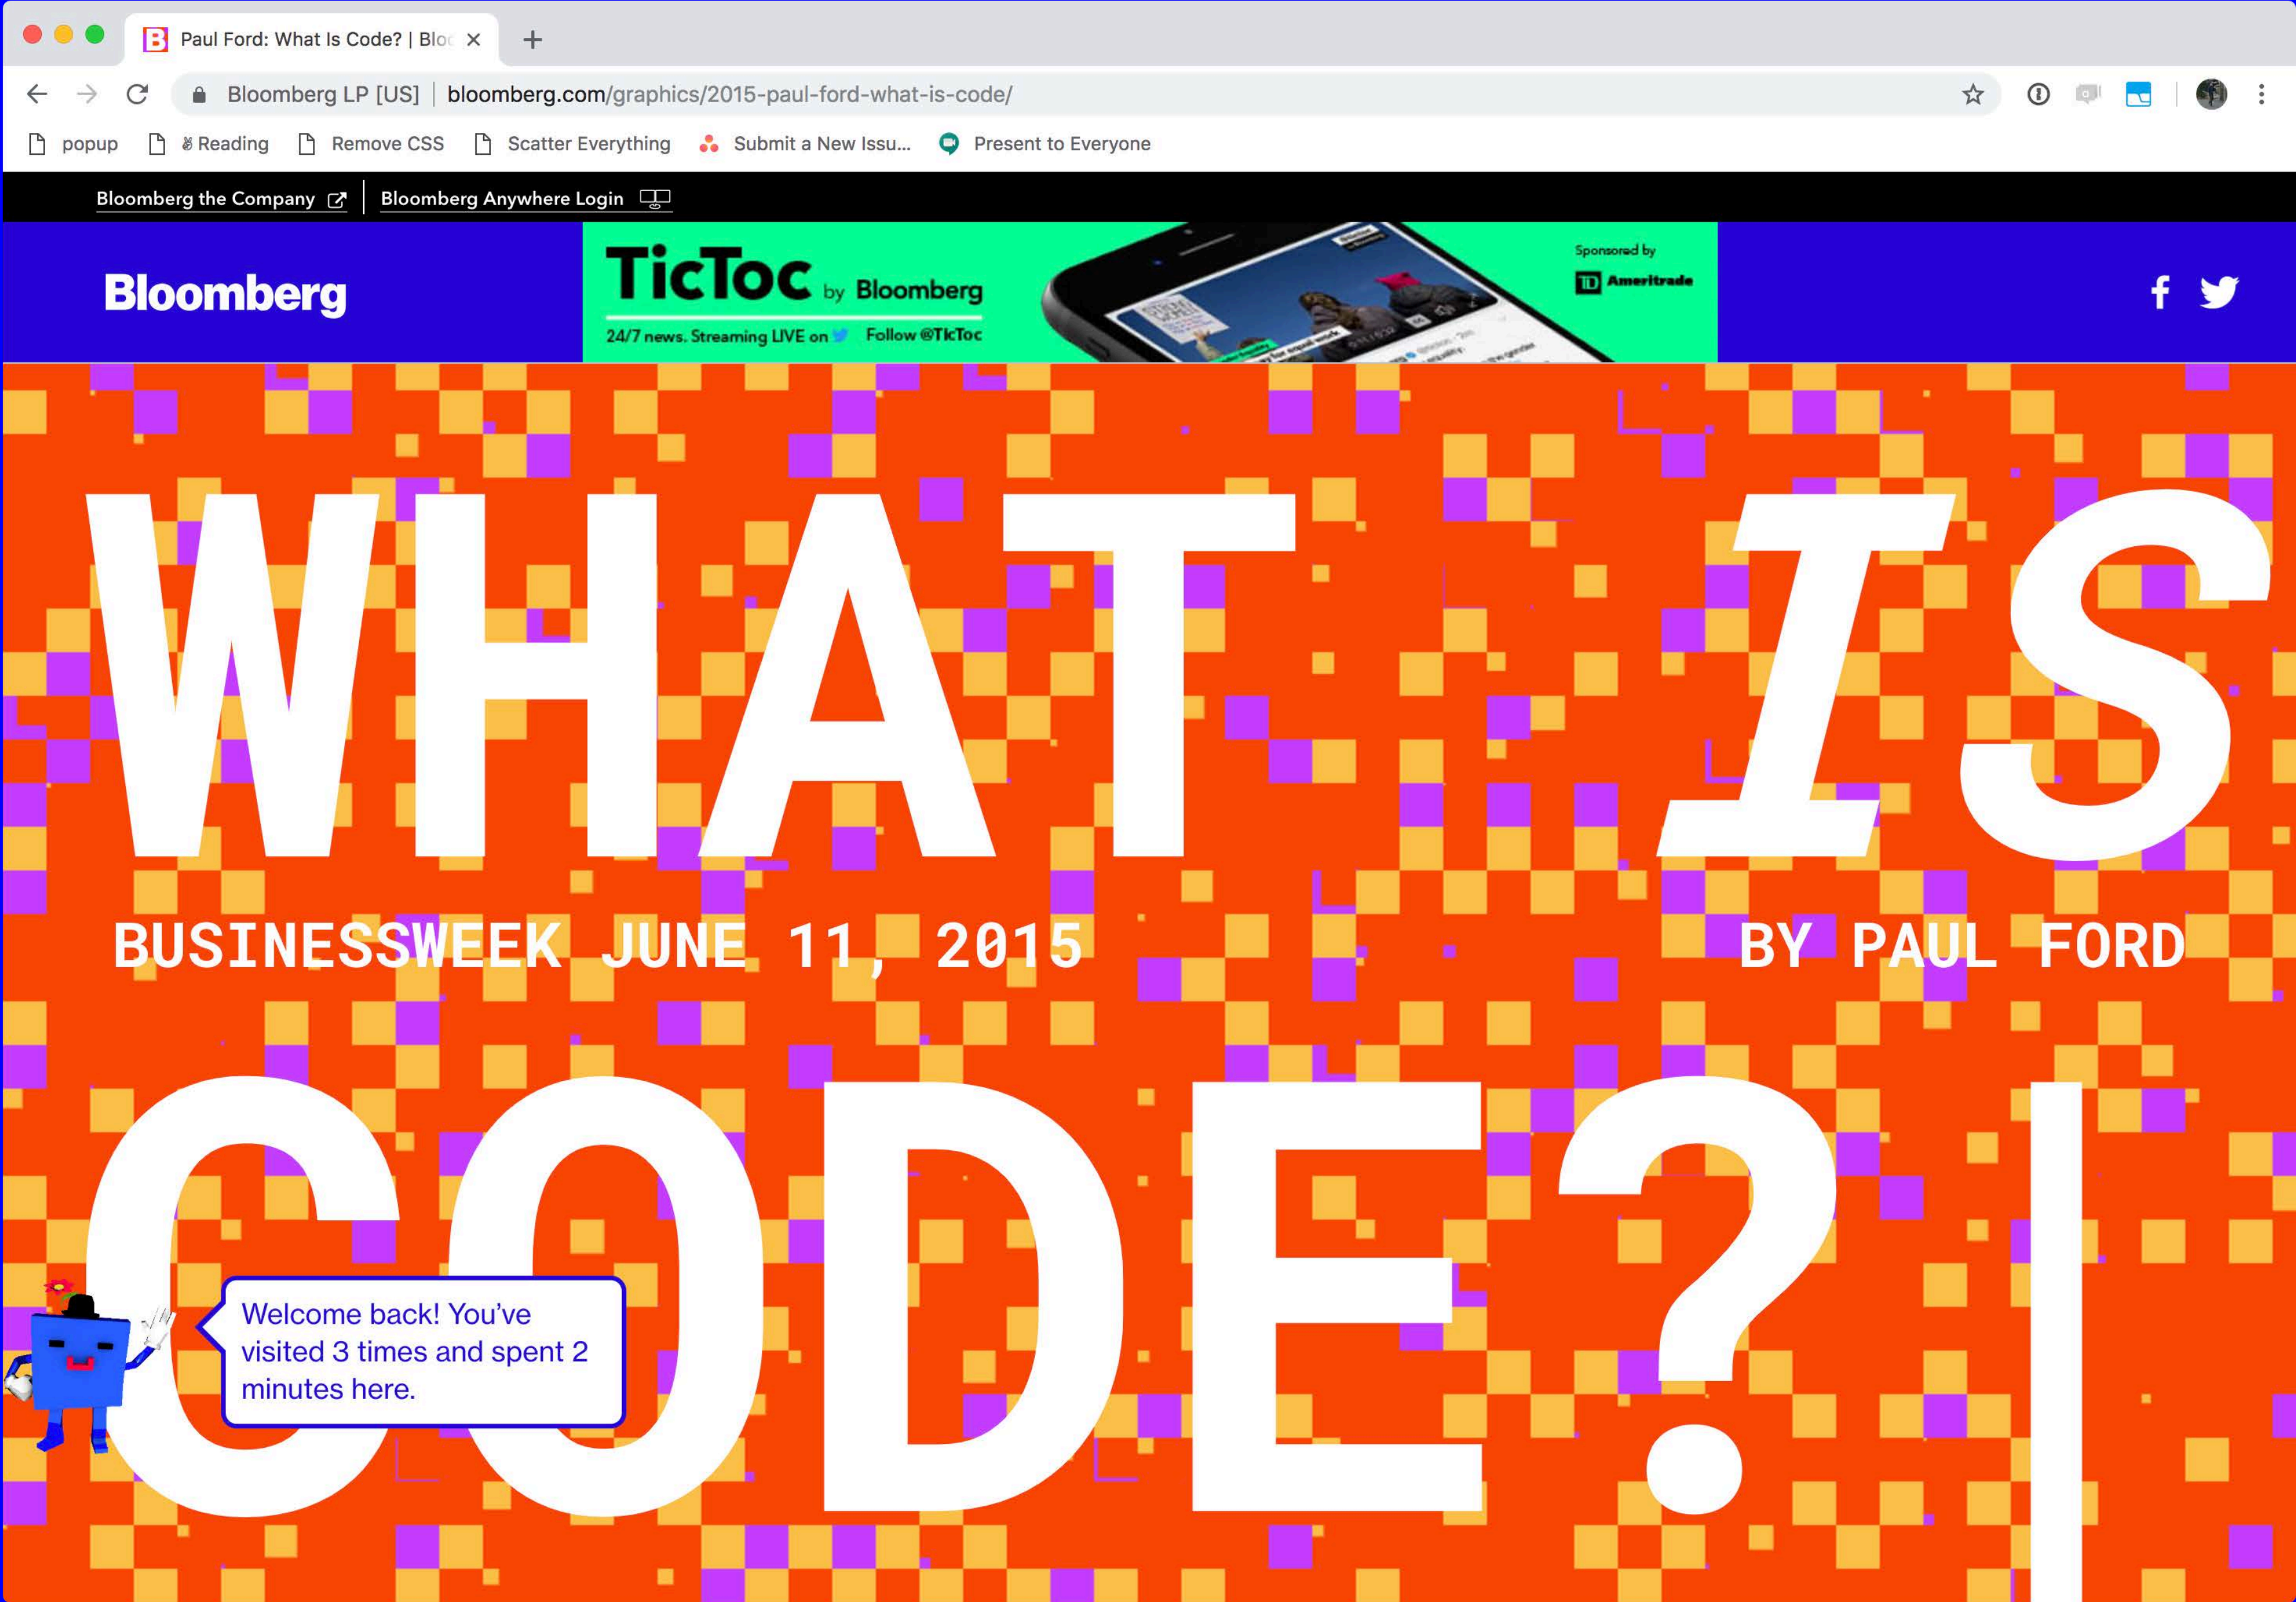 Paul Ford: What Is Code? | Bloo
Bloomberg LP [US] | bloomberg.com/graphics/2015-paul-ford-what-is-code/
popup ✌ Reading Remove CSS Scatter Everything Submit a New Issu... Present to Everyone
Bloomberg the Company Bloomberg Anywhere Login
Bloomberg
TicToc by Bloomberg
24/7 news. Streaming LIVE on Follow @TicToc
Sponsored by
TD Ameritrade
WHAT IS
BUSINESSWEEK JUNE 11, 2015 BY PAUL FORD
CODE?|
Welcome back! You've
visited 3 times and spent 2
minutes here.